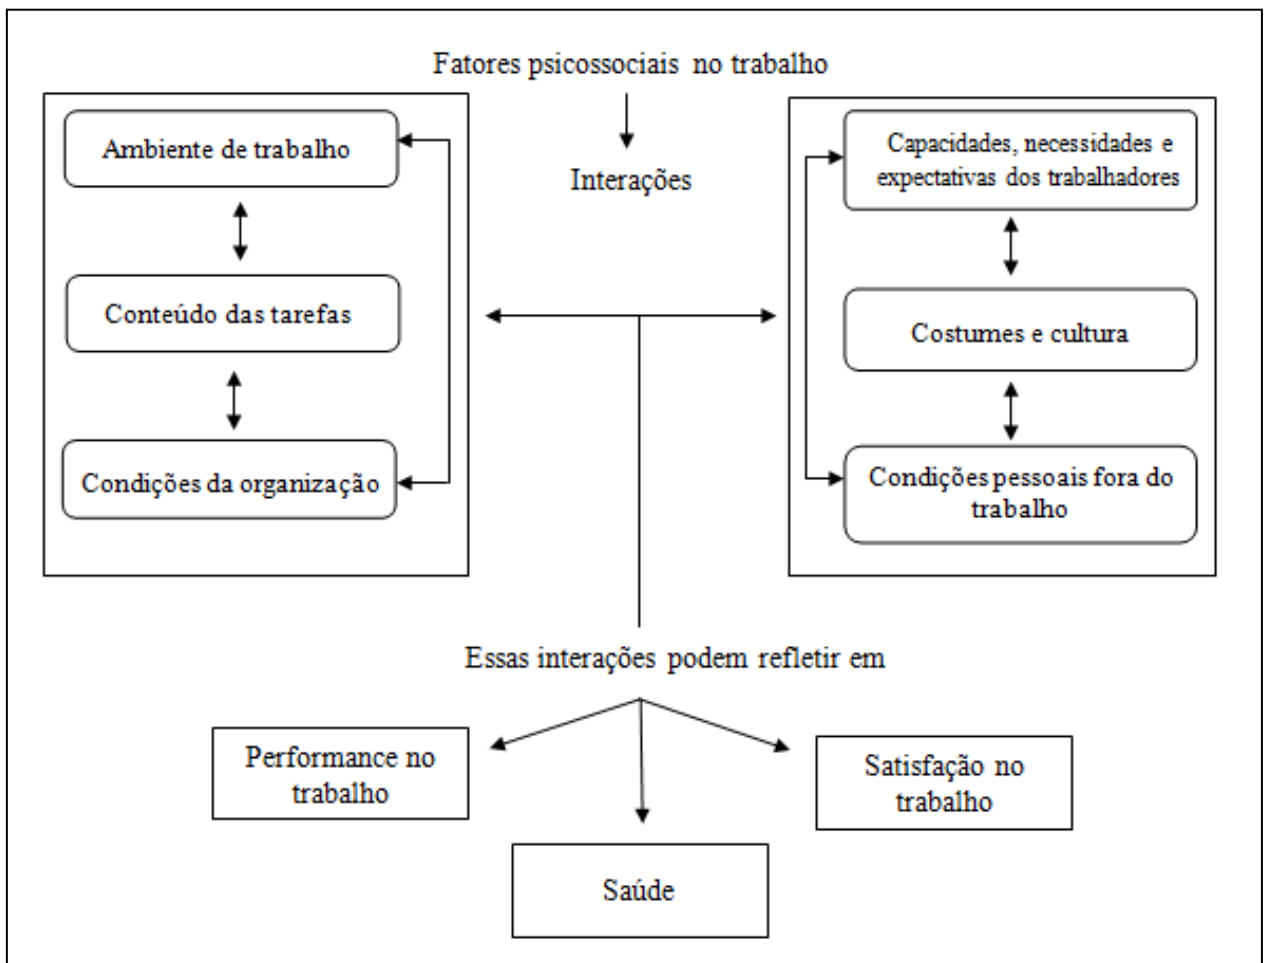 Fatores psicossociais no trabalho
Interações
Ambiente de trabalho
Conteúdo das tarefas
Condições da organização
Capacidades, necessidades e
expectativas dos trabalhadores
Costumes e cultura
Condições pessoais fora do
trabalho
Essas interações podem refletir em
Performance no
trabalho
Saúde
Satisfação no
trabalho